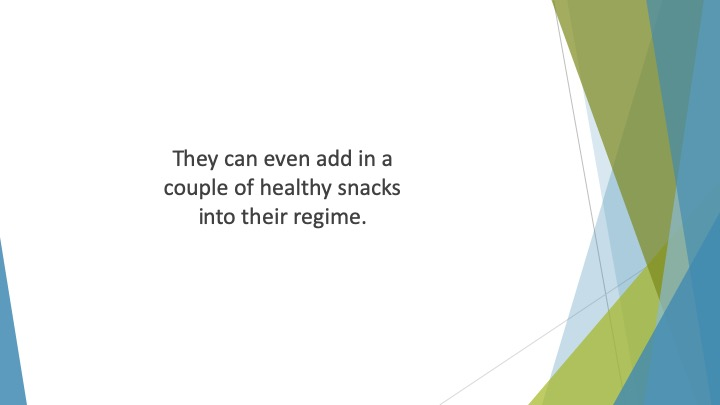 They can even add in a
couple of healthy snacks
into their regime.